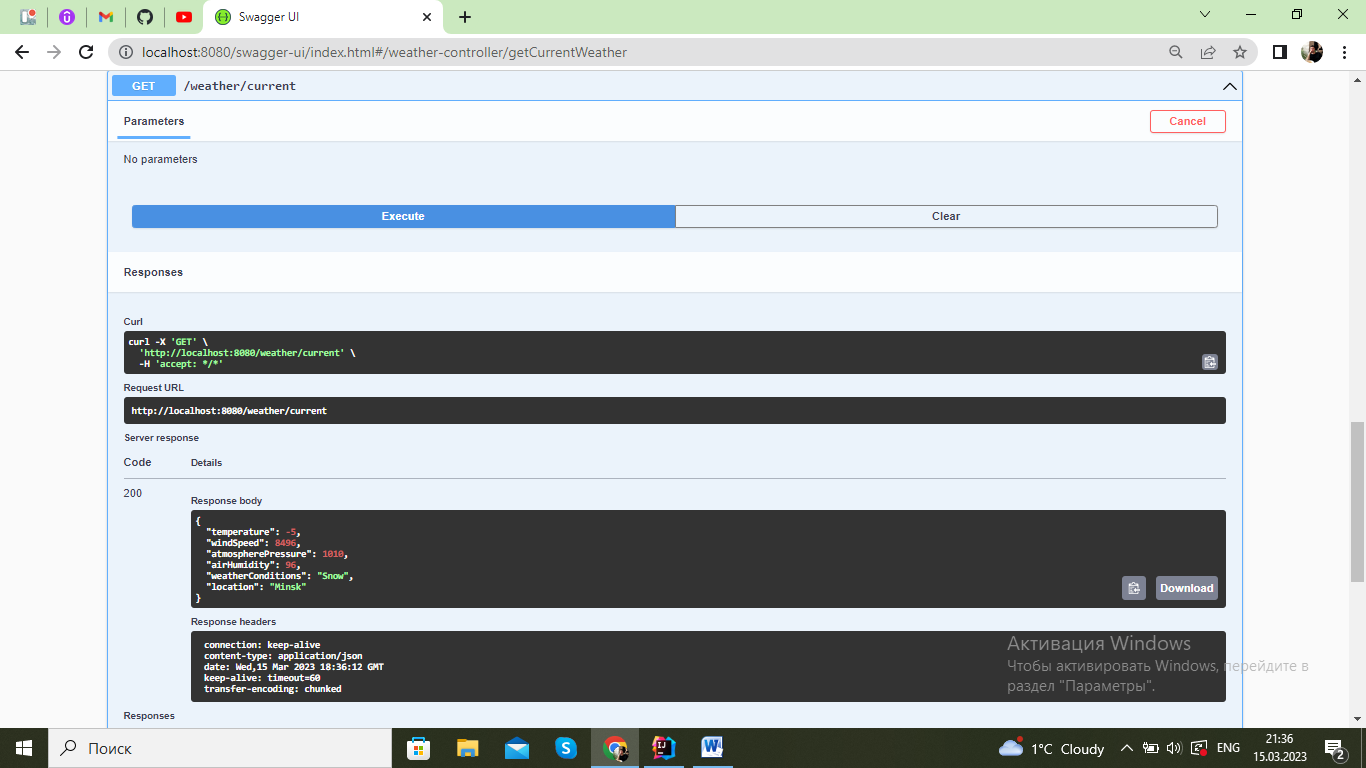 Swagger UI
localhost:8080/swagger-ui/index.html#/weather-controller/getCurrentWeather
GET /weather/current
Parameters
Cancel
No parameters
Execute
Clear
Responses
Curl
curl -X 'GET' \
'http://localhost:8080/weather/current' \
-H 'accept: */*'
Request URL
http://localhost:8080/weather/current
Server response
Code Details
200
Response body
{
"temperature": -5,
"windSpeed": 8496,
"atmospherePressure": 1010,
"airHumidity": 96,
"weatherConditions": "Snow",
"location": "Minsk"
}
Download
Response headers
connection: keep-alive
content-type: application/json
date: Wed,15 Mar 2023 18:36:12 GMT
keep-alive: timeout=60
transfer-encoding: chunked
Активация Windows
Чтобы активировать Windows, перейдите в
раздел "Параметры".
Responses
Поиск
1°C Cloudy
ENG
21:36
15.03.2023
2